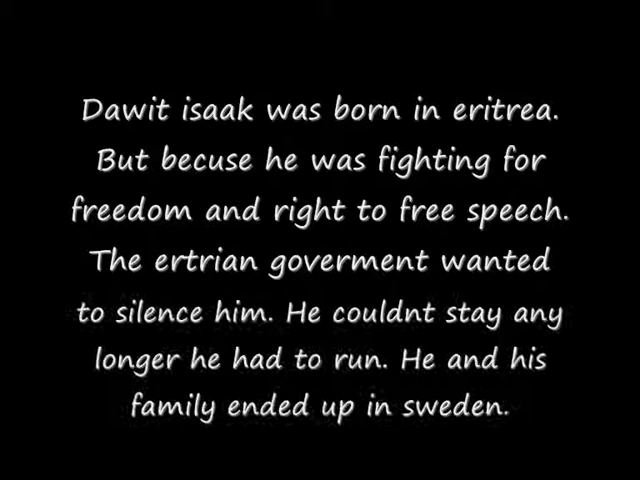 Dawit isaak was born in eritrea.
But becuse he was fighting for
freedom and right to free speech.
The ertrian goverment wanted
to silence him. He couldnt stay any
longer he had to run. He and his
family ended up in sweden.